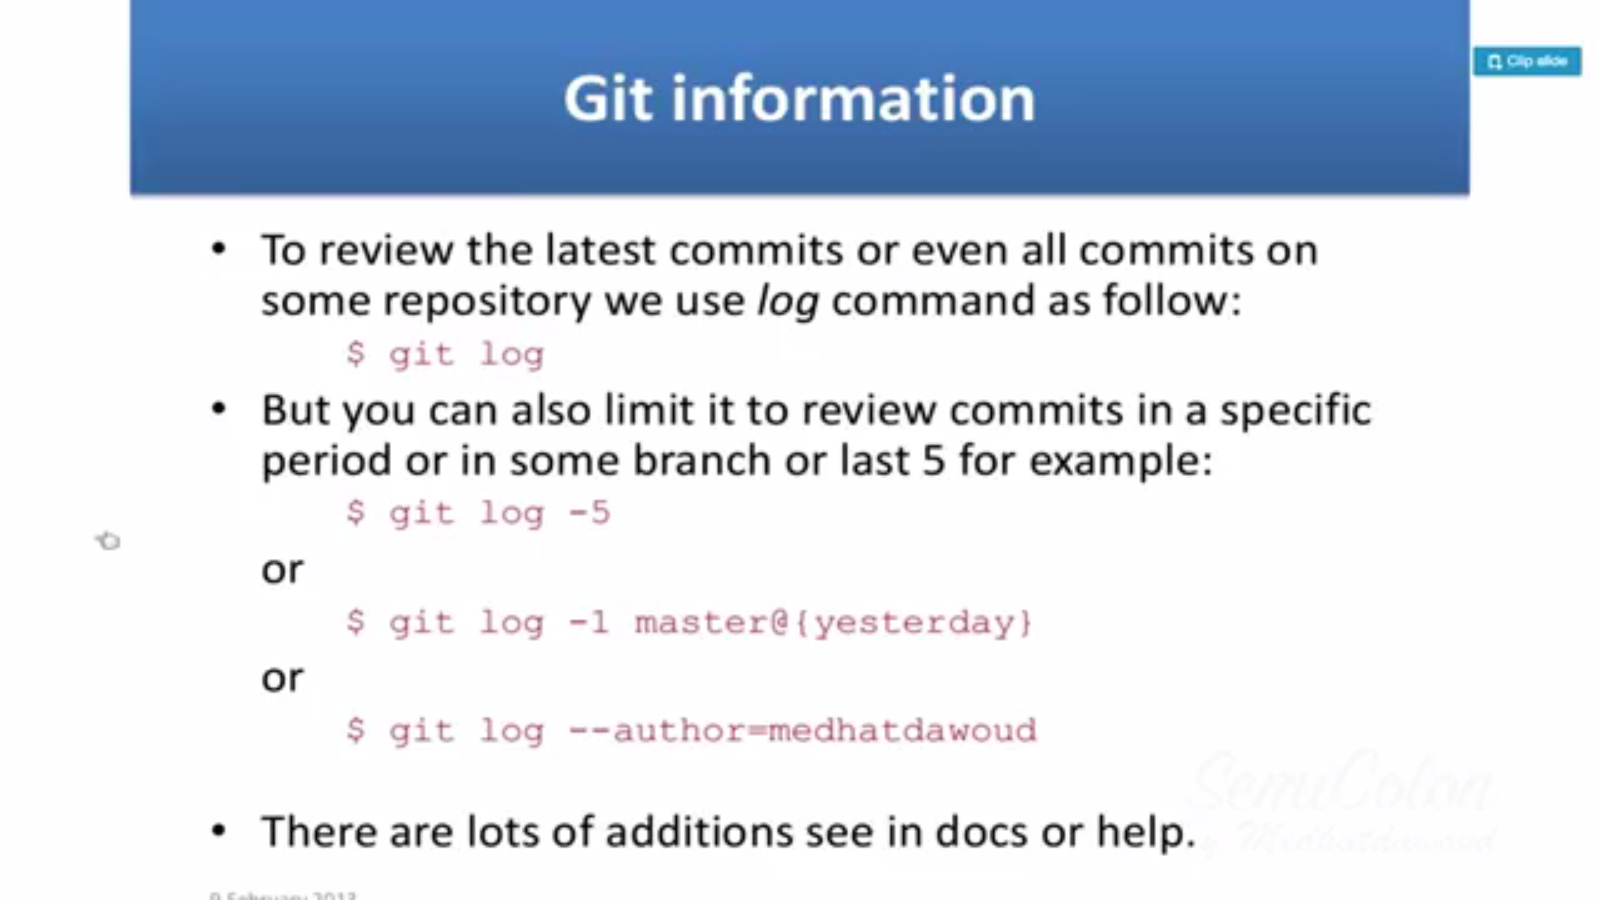 Git information
Clip slide
• To review the latest commits or even all commits on
some repository we use log command as follow:
$ git log
• But you can also limit it to review commits in a specific
period or in some branch or last 5 for example:
$ git log -5
or
$ git log -1 master@{yesterday}
or
$ git log --author=medhatdawoud
• There are lots of additions see in docs or help.
SemiColon
by Medhatdawoud
9 February 2013